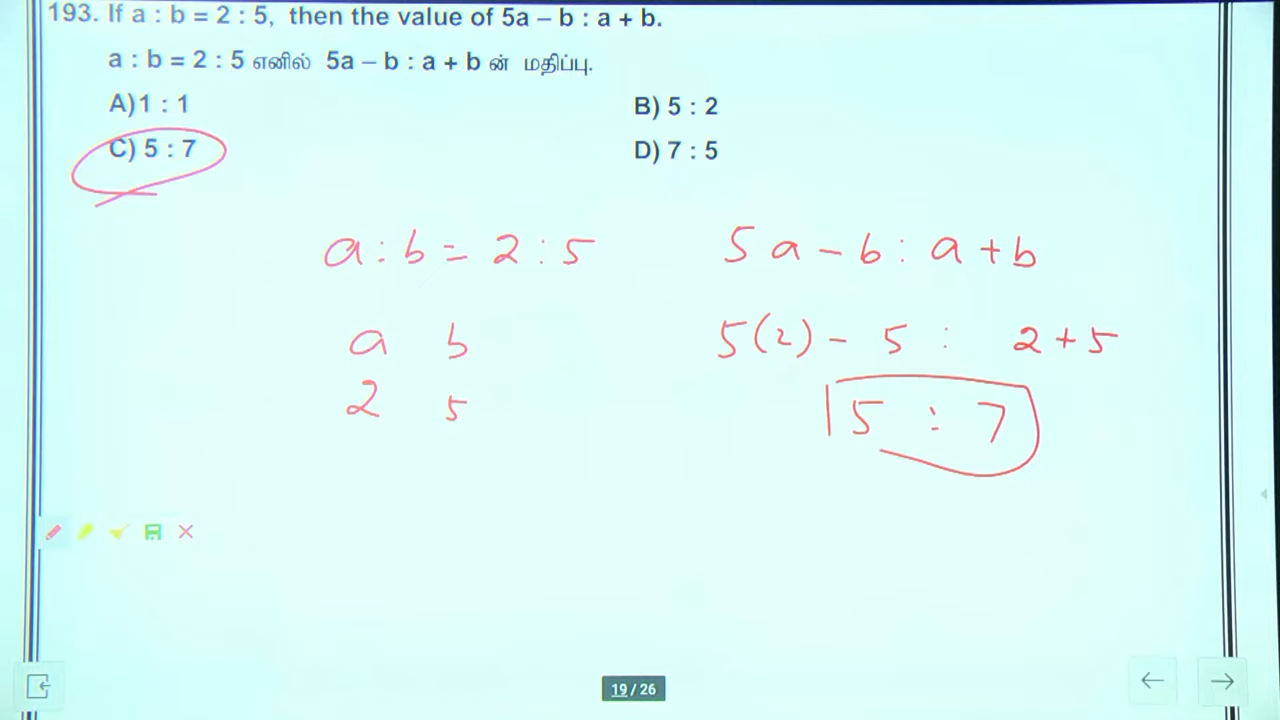 193. If a : b = 2 : 5, then the value of 5a – b : a + b.
a : b = 2 : 5 எனில் 5a – b : a + b ன் மதிப்பு.
A) 1 : 1 B) 5 : 2
C) 5 : 7 D) 7 : 5
a : b = 2 : 5 5a – b : a + b
a b 5(2) – 5 : 2 + 5
2 5 5 : 7
19 / 26